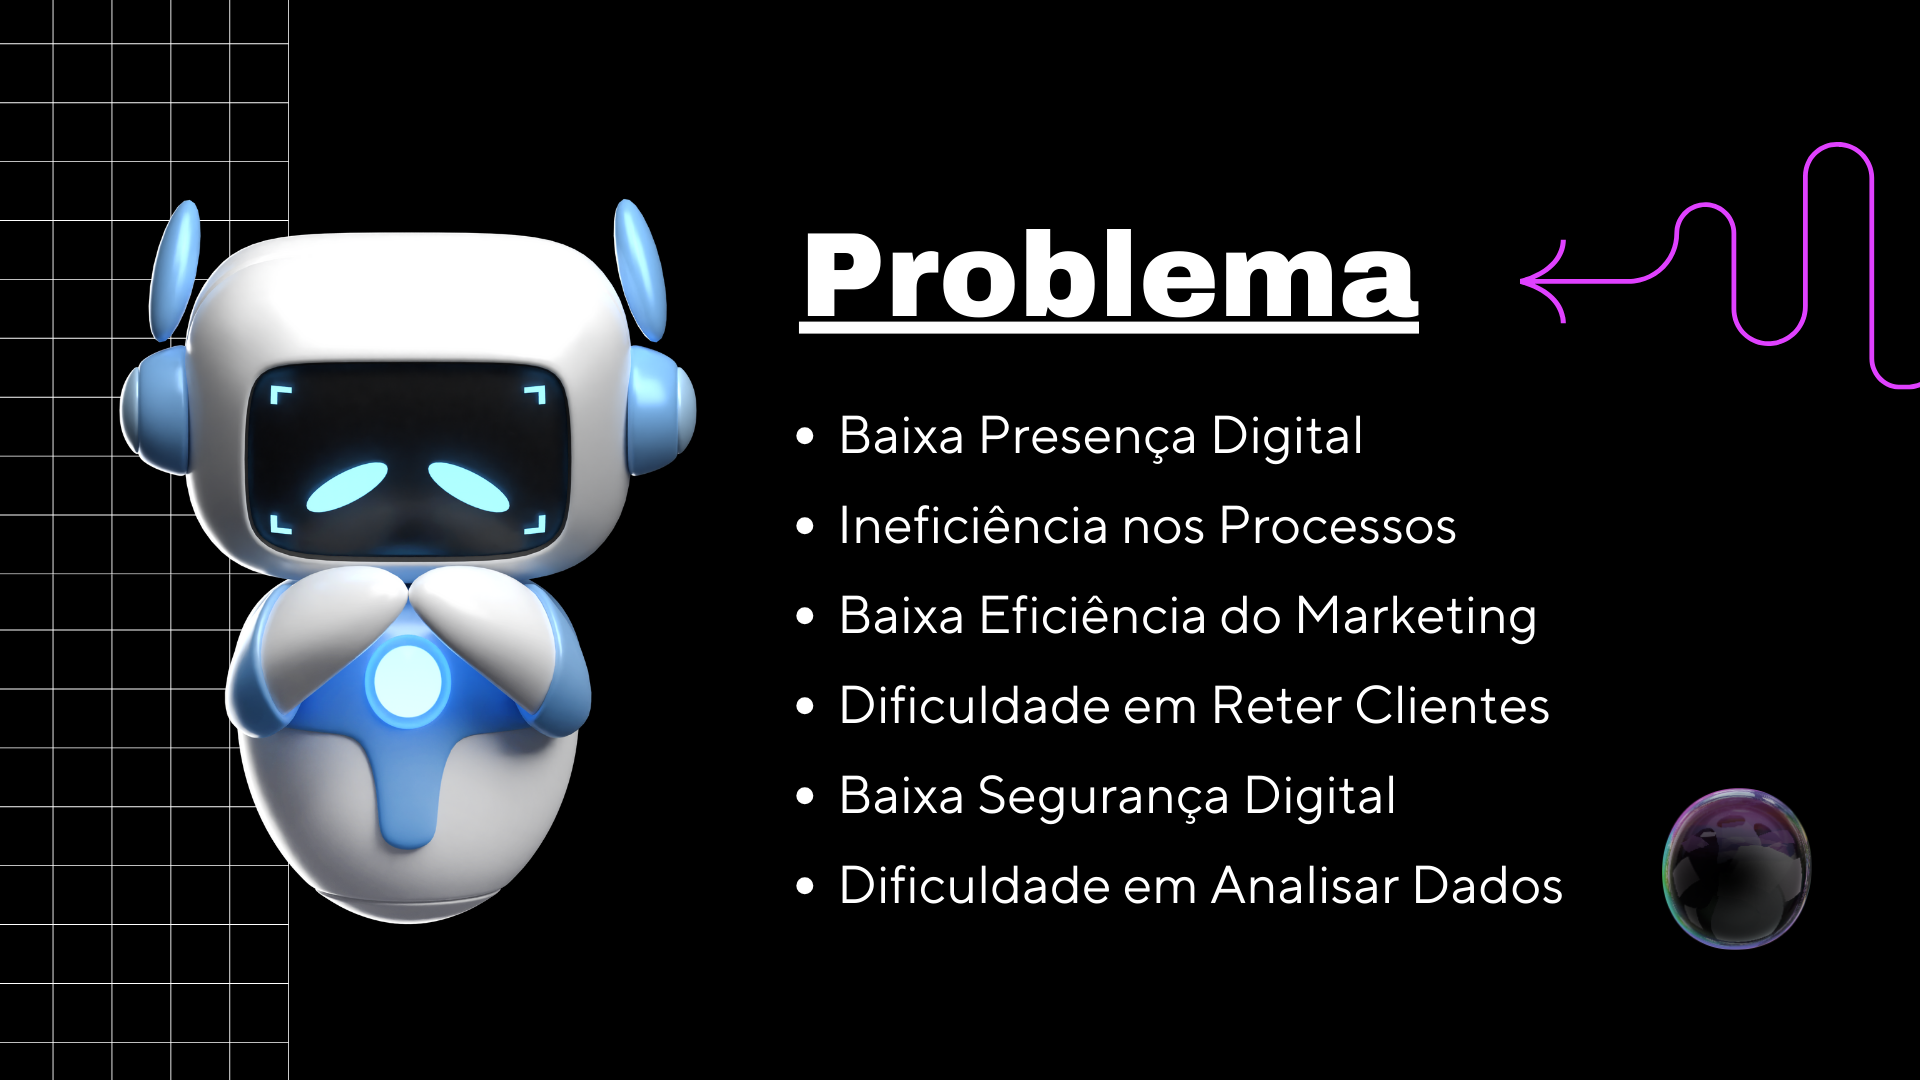 Problema
Baixa Presença Digital
Ineficiência nos Processos
Baixa Eficiência do Marketing
Dificuldade em Reter Clientes
Baixa Segurança Digital
Dificuldade em Analisar Dados